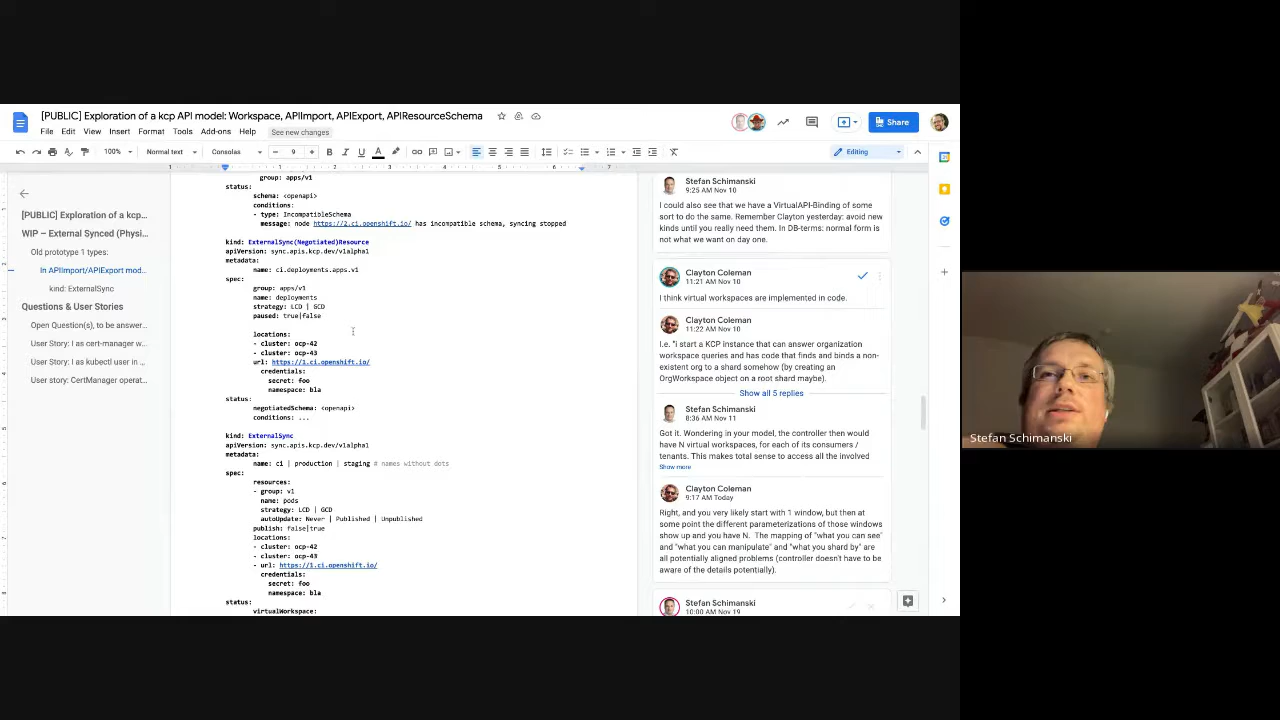 [PUBLIC] Exploration of a kcp API model: Workspace, APIImport, APIExport, APIResourceSchema
File Edit View Insert Format Tools Add-ons Help See new changes
Share
100% Normal text Consolas 9 Editing
1 1 2 3 4 5 6 7
[PUBLIC] Exploration of a kcp...
WIP – External Synced (Physi...
Old prototype 1 types:
In APIImport/APIExport mod...
kind: ExternalSync
Questions & User Stories
Open Question(s), to be answer...
User Story: I as cert-manager w...
User Story: I as kubectl user in ...
User story: CertManager operat...
group: apps/v1
status:
schema: <openapi>
conditions:
- type: IncompatibleSchema
message: node https://2.ci.openshift.io/ has incompatible schema, syncing stopped
kind: ExternalSync(Negotiated)Resource
apiVersion: sync.apis.kcp.dev/v1alpha1
metadata:
name: ci.deployments.apps.v1
spec:
group: apps/v1
name: deployments
strategy: LCD | GCD
paused: true|false
locations:
- cluster: ocp-42
- cluster: ocp-43
url: https://1.ci.openshift.io/
credentials:
secret: foo
namespace: bla
status:
negotiatedSchema: <openapi>
conditions: ...
kind: ExternalSync
apiVersion: sync.apis.kcp.dev/v1alpha1
metadata:
name: ci | production | staging # names without dots
spec:
resources:
- group: v1
name: pods
strategy: LCD | GCD
autoUpdate: Never | Published | Unpublished
publish: false|true
locations:
- cluster: ocp-42
- cluster: ocp-43
- url: https://1.ci.openshift.io/
credentials:
secret: foo
namespace: bla
status:
virtualWorkspace:
Stefan Schimanski
9:25 AM Nov 10
I could also see that we have a VirtualAPI-Binding of some
sort to do the same. Remember Clayton yesterday: avoid new
kinds until you really need them. In DB-terms: normal form is
not what we want on day one.
Clayton Coleman
11:21 AM Nov 10
I think virtual workspaces are implemented in code.
Clayton Coleman
11:22 AM Nov 10
I.e. "i start a KCP instance that can answer organization
workspace queries and has code that finds and binds a non-
existent org to a shard somehow (by creating an
OrgWorkspace object on a root shard maybe).
Show all 5 replies
Stefan Schimanski
8:36 AM Nov 11
Got it. Wondering in your model, the controller then would
have N virtual workspaces, for each of its consumers /
tenants. This makes total sense to access all the involved
Show more
Clayton Coleman
9:17 AM Today
Right, and you very likely start with 1 window, but then at
some point the different parameterizations of those windows
show up and you have N. The mapping of "what you can see"
and "what you can manipulate" and "what you shard by" are
all potentially aligned problems (controller doesn't have to be
aware of the details potentially).
Stefan Schimanski
10:00 AM Nov 19
Stefan Schimanski